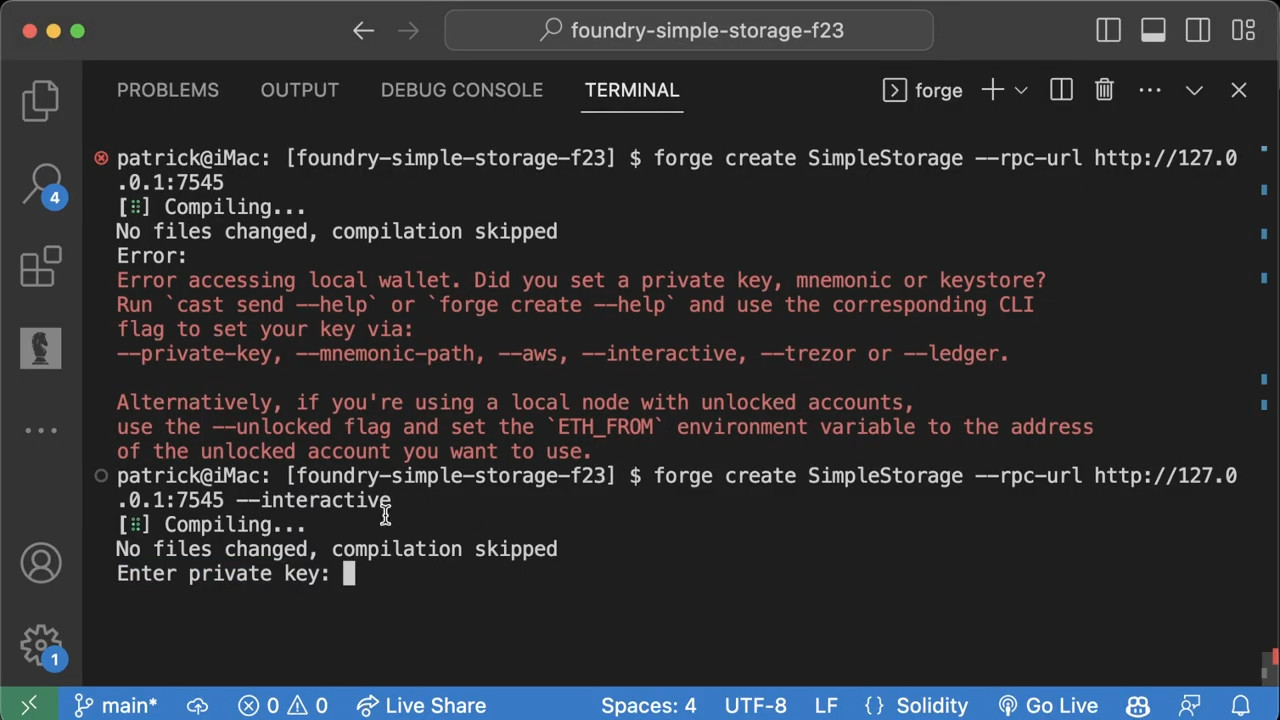 foundry-simple-storage-f23
PROBLEMS OUTPUT DEBUG CONSOLE TERMINAL forge
patrick@iMac: [foundry-simple-storage-f23] $ forge create SimpleStorage --rpc-url http://127.0
.0.1:7545
[⠿] Compiling...
No files changed, compilation skipped
Error:
Error accessing local wallet. Did you set a private key, mnemonic or keystore?
Run `cast send --help` or `forge create --help` and use the corresponding CLI
flag to set your key via:
--private-key, --mnemonic-path, --aws, --interactive, --trezor or --ledger.
Alternatively, if you're using a local node with unlocked accounts,
use the --unlocked flag and set the `ETH_FROM` environment variable to the address
of the unlocked account you want to use.
patrick@iMac: [foundry-simple-storage-f23] $ forge create SimpleStorage --rpc-url http://127.0
.0.1:7545 --interactive
[⠿] Compiling...
No files changed, compilation skipped
Enter private key:
4
1
main* 0 0 Live Share Spaces: 4 UTF-8 LF {} Solidity Go Live